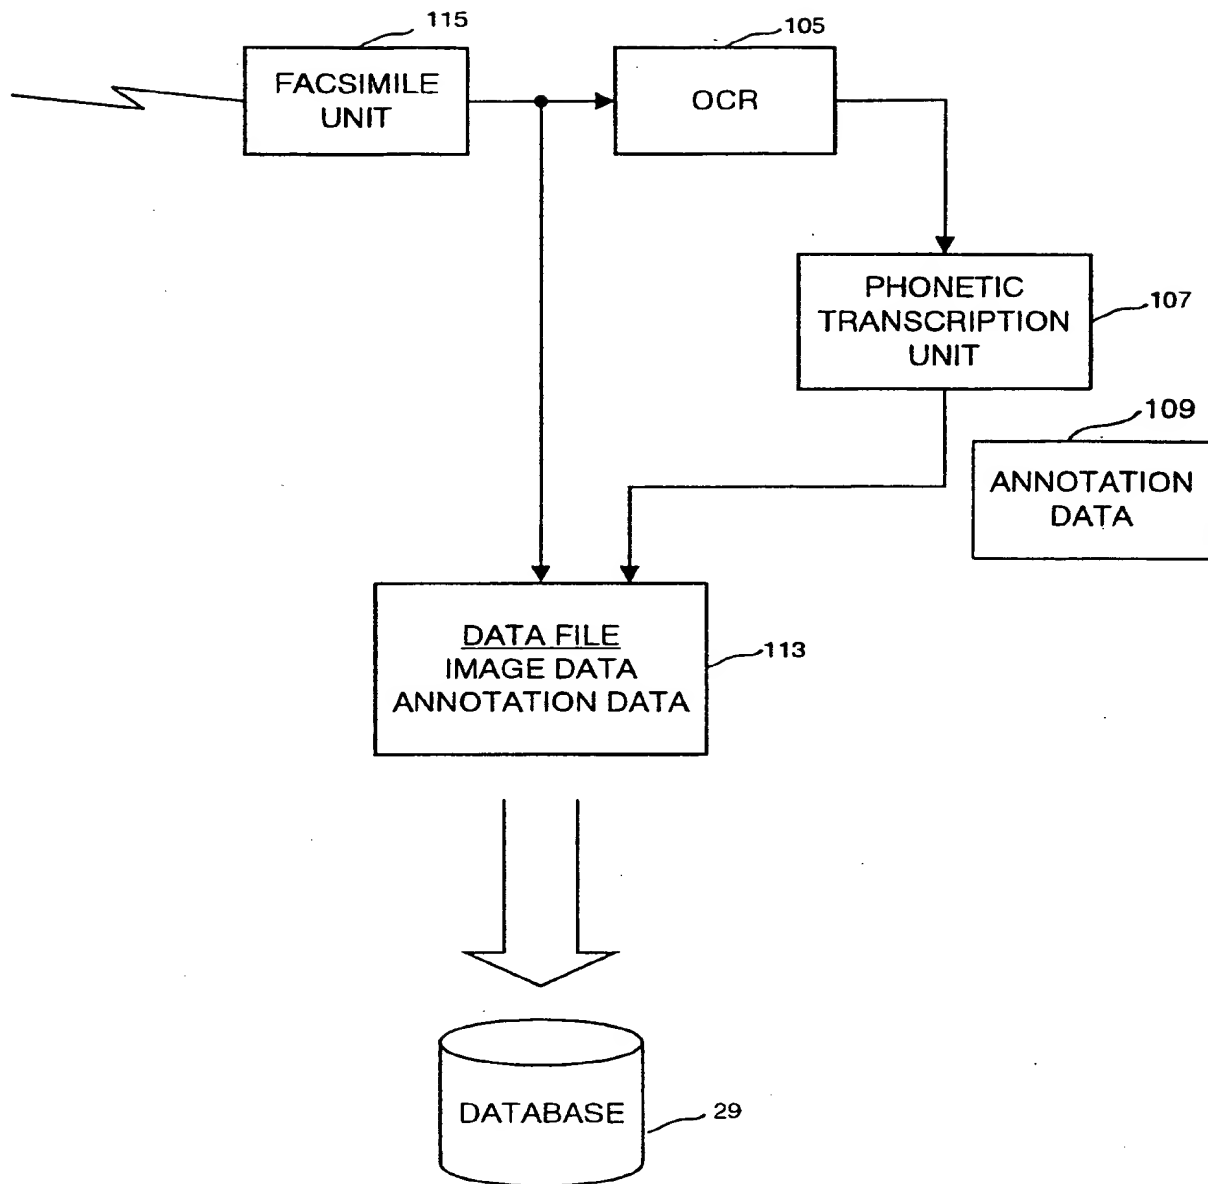 115
FACSIMILE
UNIT
105
OCR
PHONETIC
TRANSCRIPTION
UNIT
107
109
ANNOTATION
DATA
DATA FILE
IMAGE DATA
ANNOTATION DATA
113
DATABASE
29